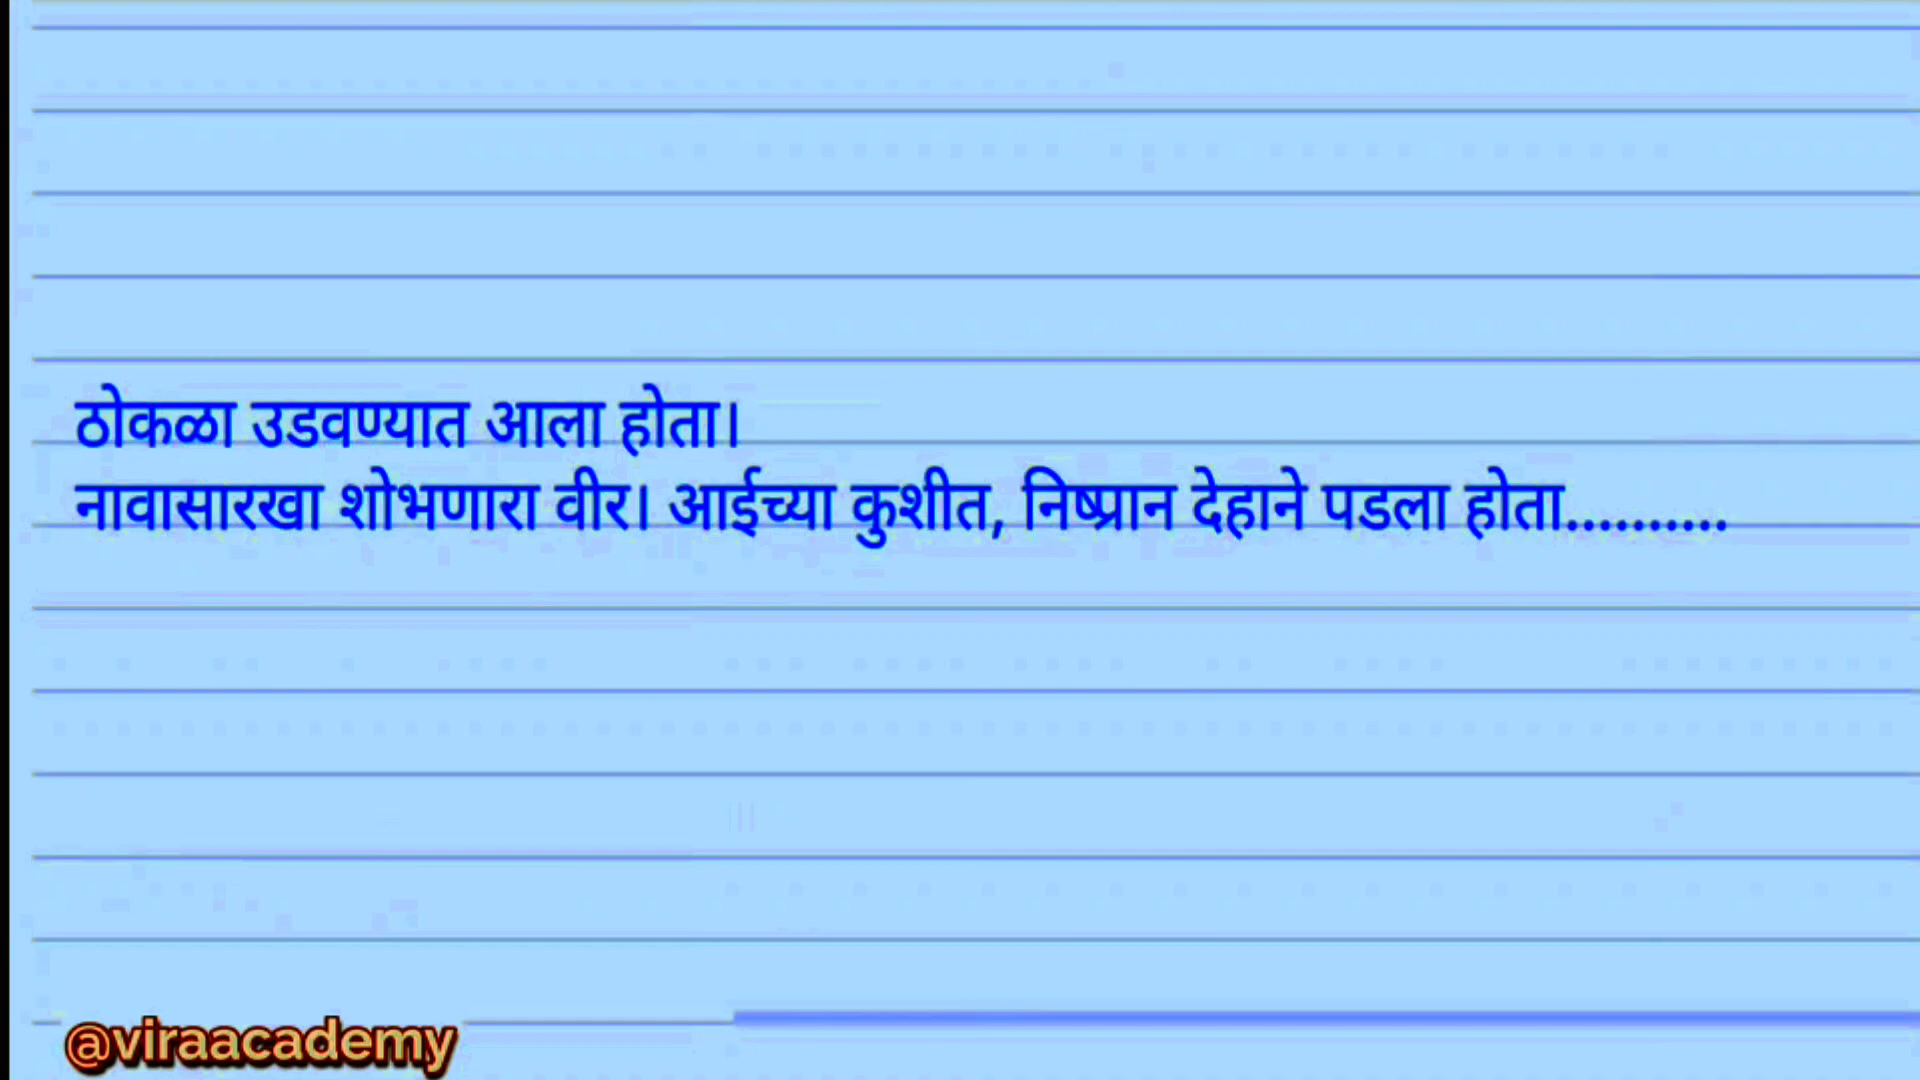 ठोकळा उडवण्यात आला होता।
नावासारखा शोभणारा वीर। आईच्या कुशीत, निष्प्रान देहाने पडला होता..........
@viraacademy